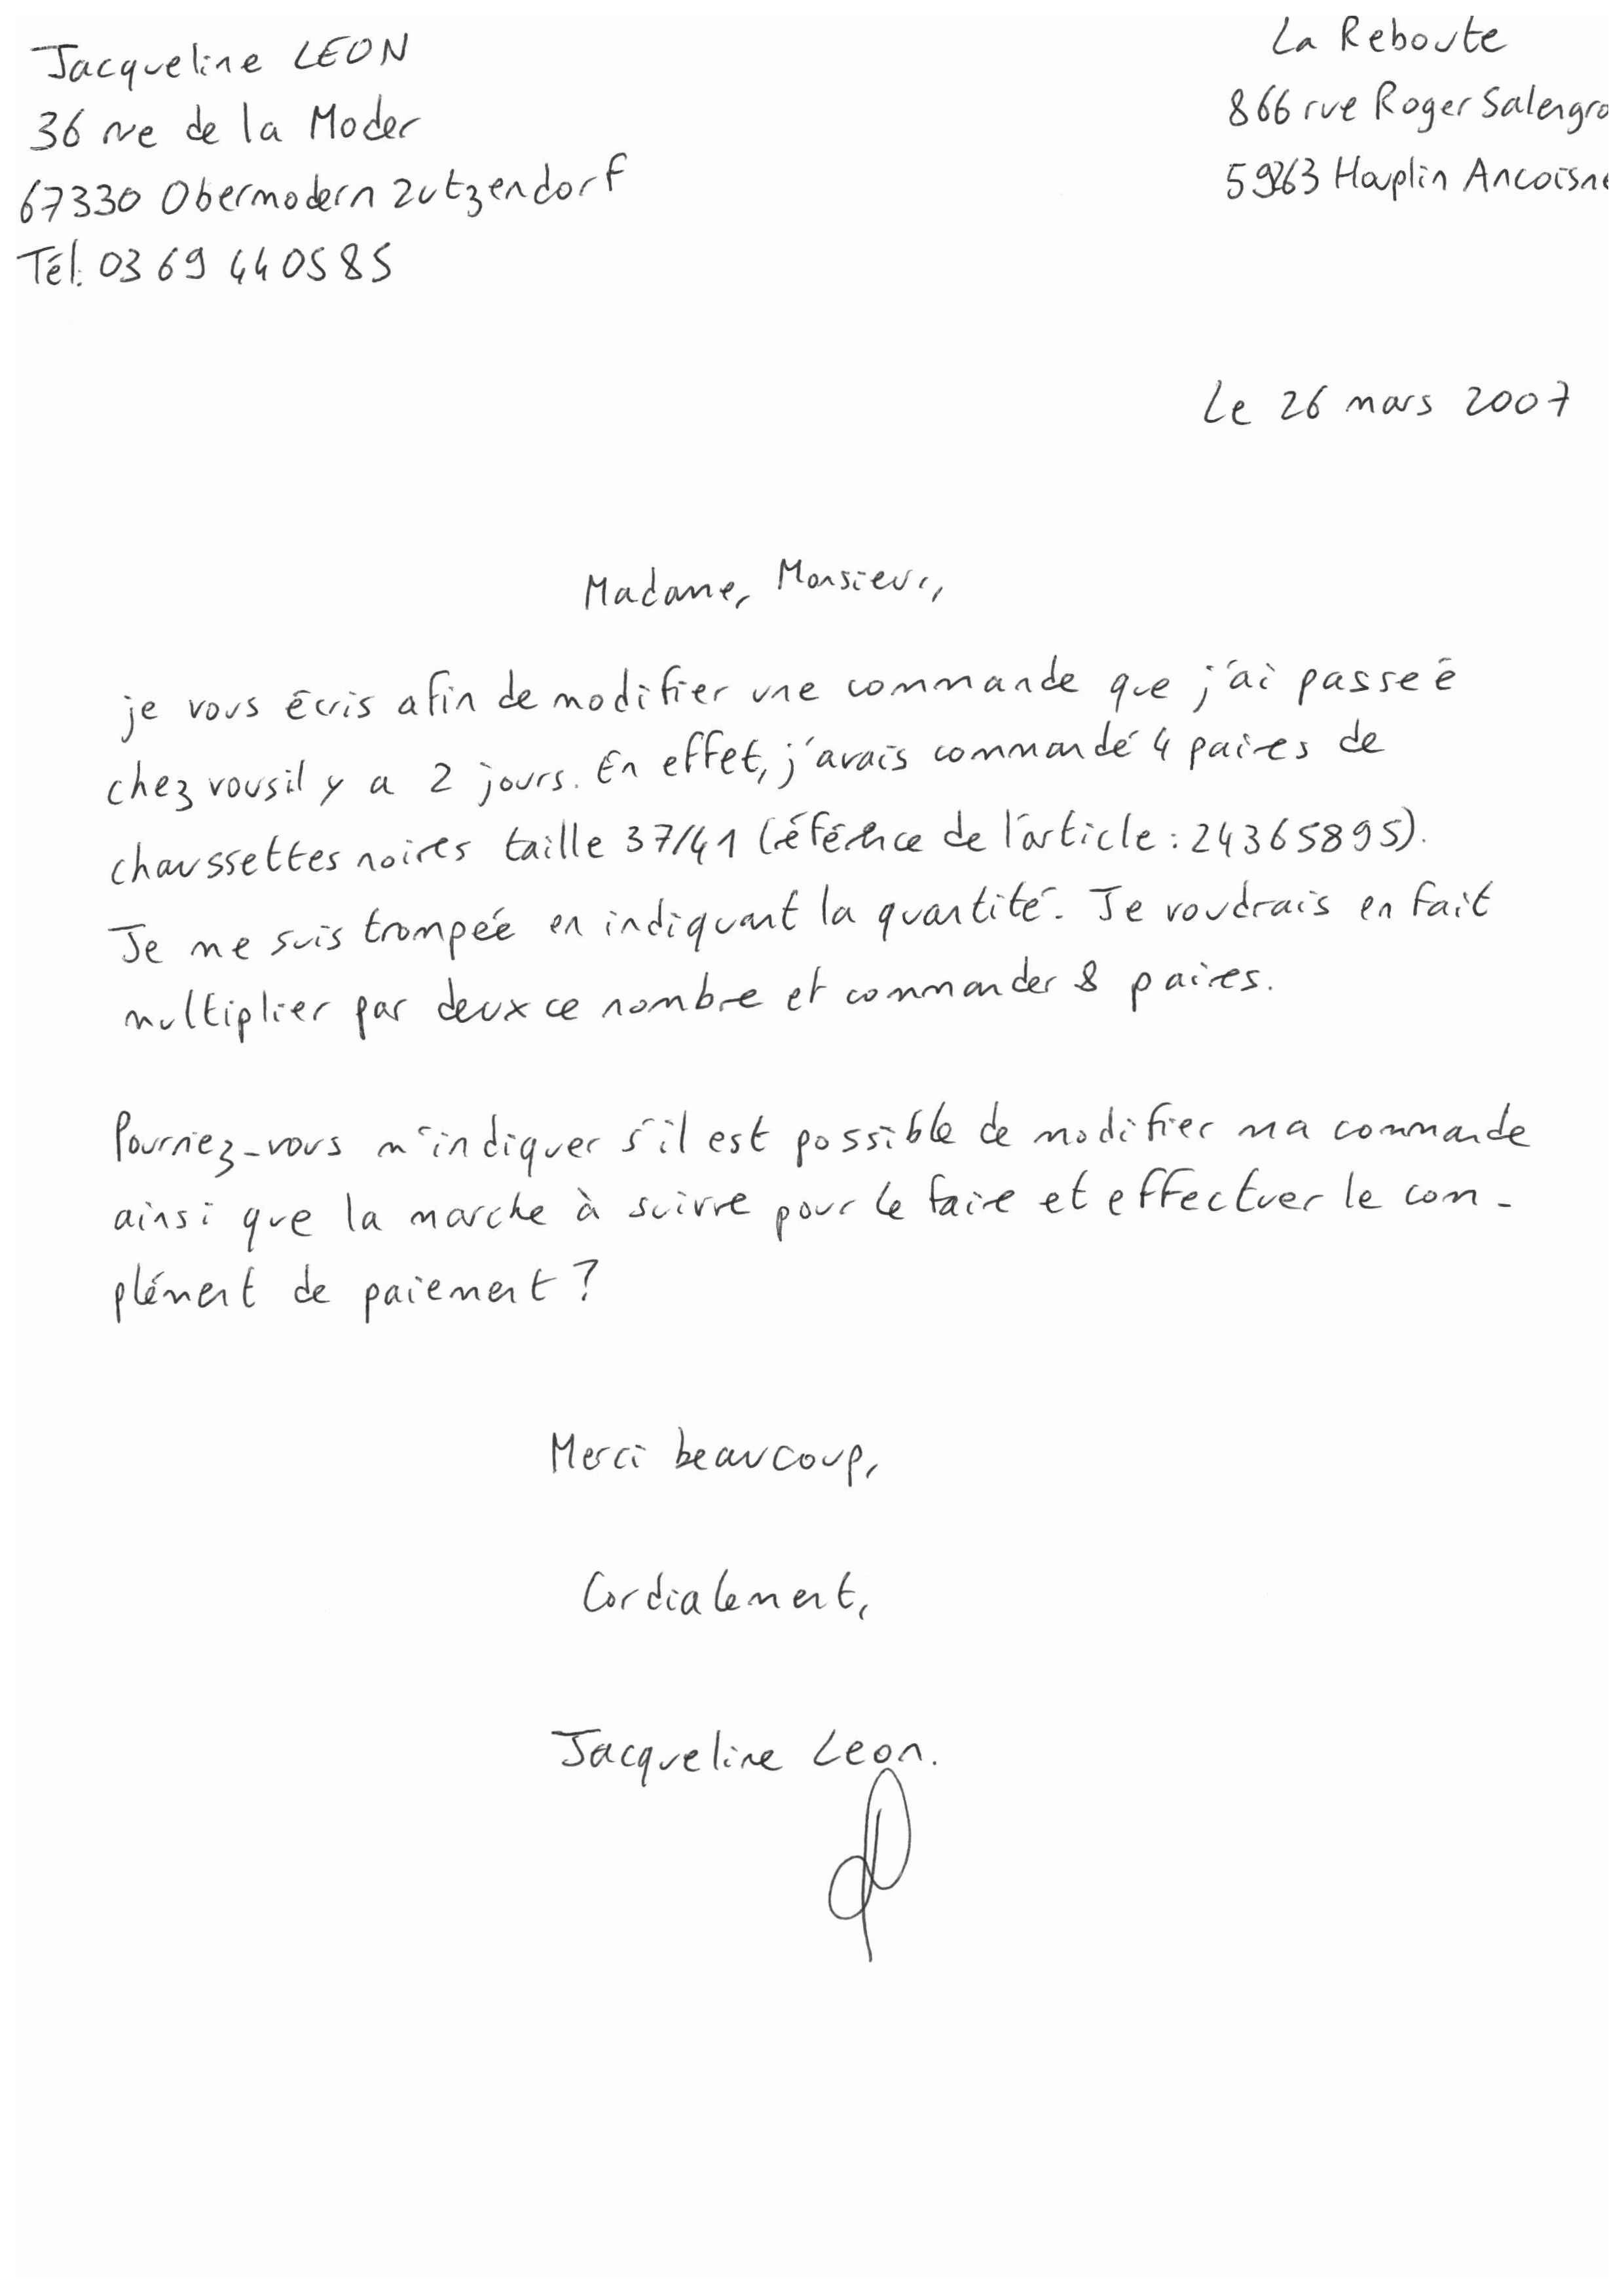 Jacqueline LEON
36 rue de la Moder
67330 Obermodern Zutzendorf
Tél. 03 69 44 05 85
La Reboute
866 rue Roger Salengro
Houplin Ancoisne
Le 26 mars 2007
Madame, Monsieur,
je vous écris afin de modifier une commande que j'ai passeé
chez vous il y a 2 jours. En effet, j'avais commandé 4 paires de
chaussettes noires taille 37/41 (référence de l'article : 24365895).
Je me suis trompée en indiquant la quantité. Je voudrais en fait
multiplier par deux ce nombre et commander 8 paires.
Pourriez-vous m'indiquer s'il est possible de modifier ma commande
ainsi que la marche à suivre pour le faire et effectuer le com-
plément de paiement ?
Merci beaucoup,
Cordialement,
Jacqueline Leon.